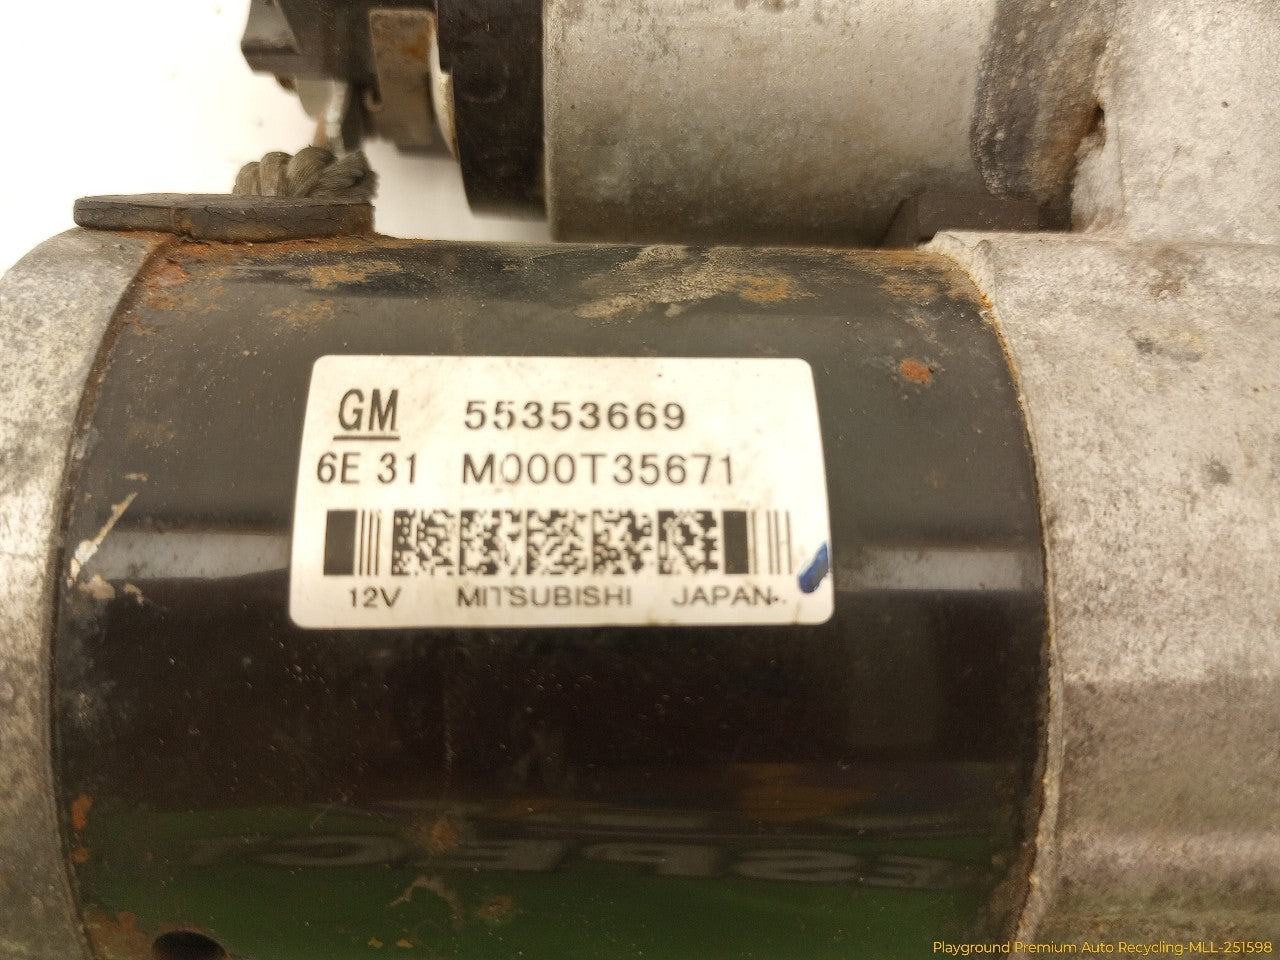 GM 55353669
6E 31 M000T35671
12V MITSUBISHI JAPAN
Playground Premium Auto Recycling-MLL-251598